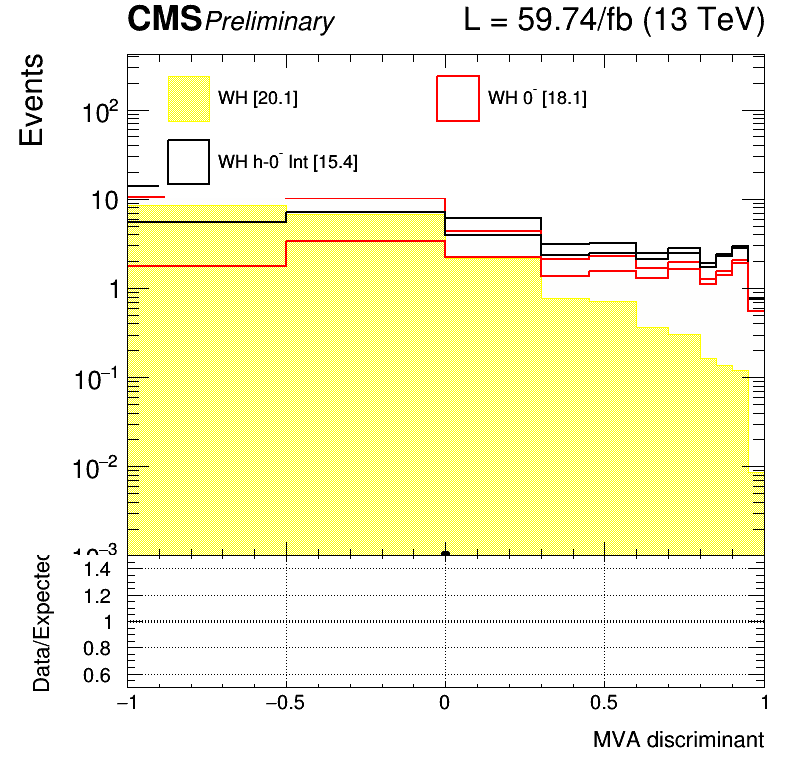 CMS Preliminary L = 59.74/fb (13 TeV)
Events
WH [20.1]
WH 0⁻ [18.1]
WH h-0⁻ Int [15.4]
10²
10
1
10⁻¹
10⁻²
10⁻³
Data/Expected
1.4
1.2
1
0.8
0.6
−1 −0.5 0 0.5 1
MVA discriminant